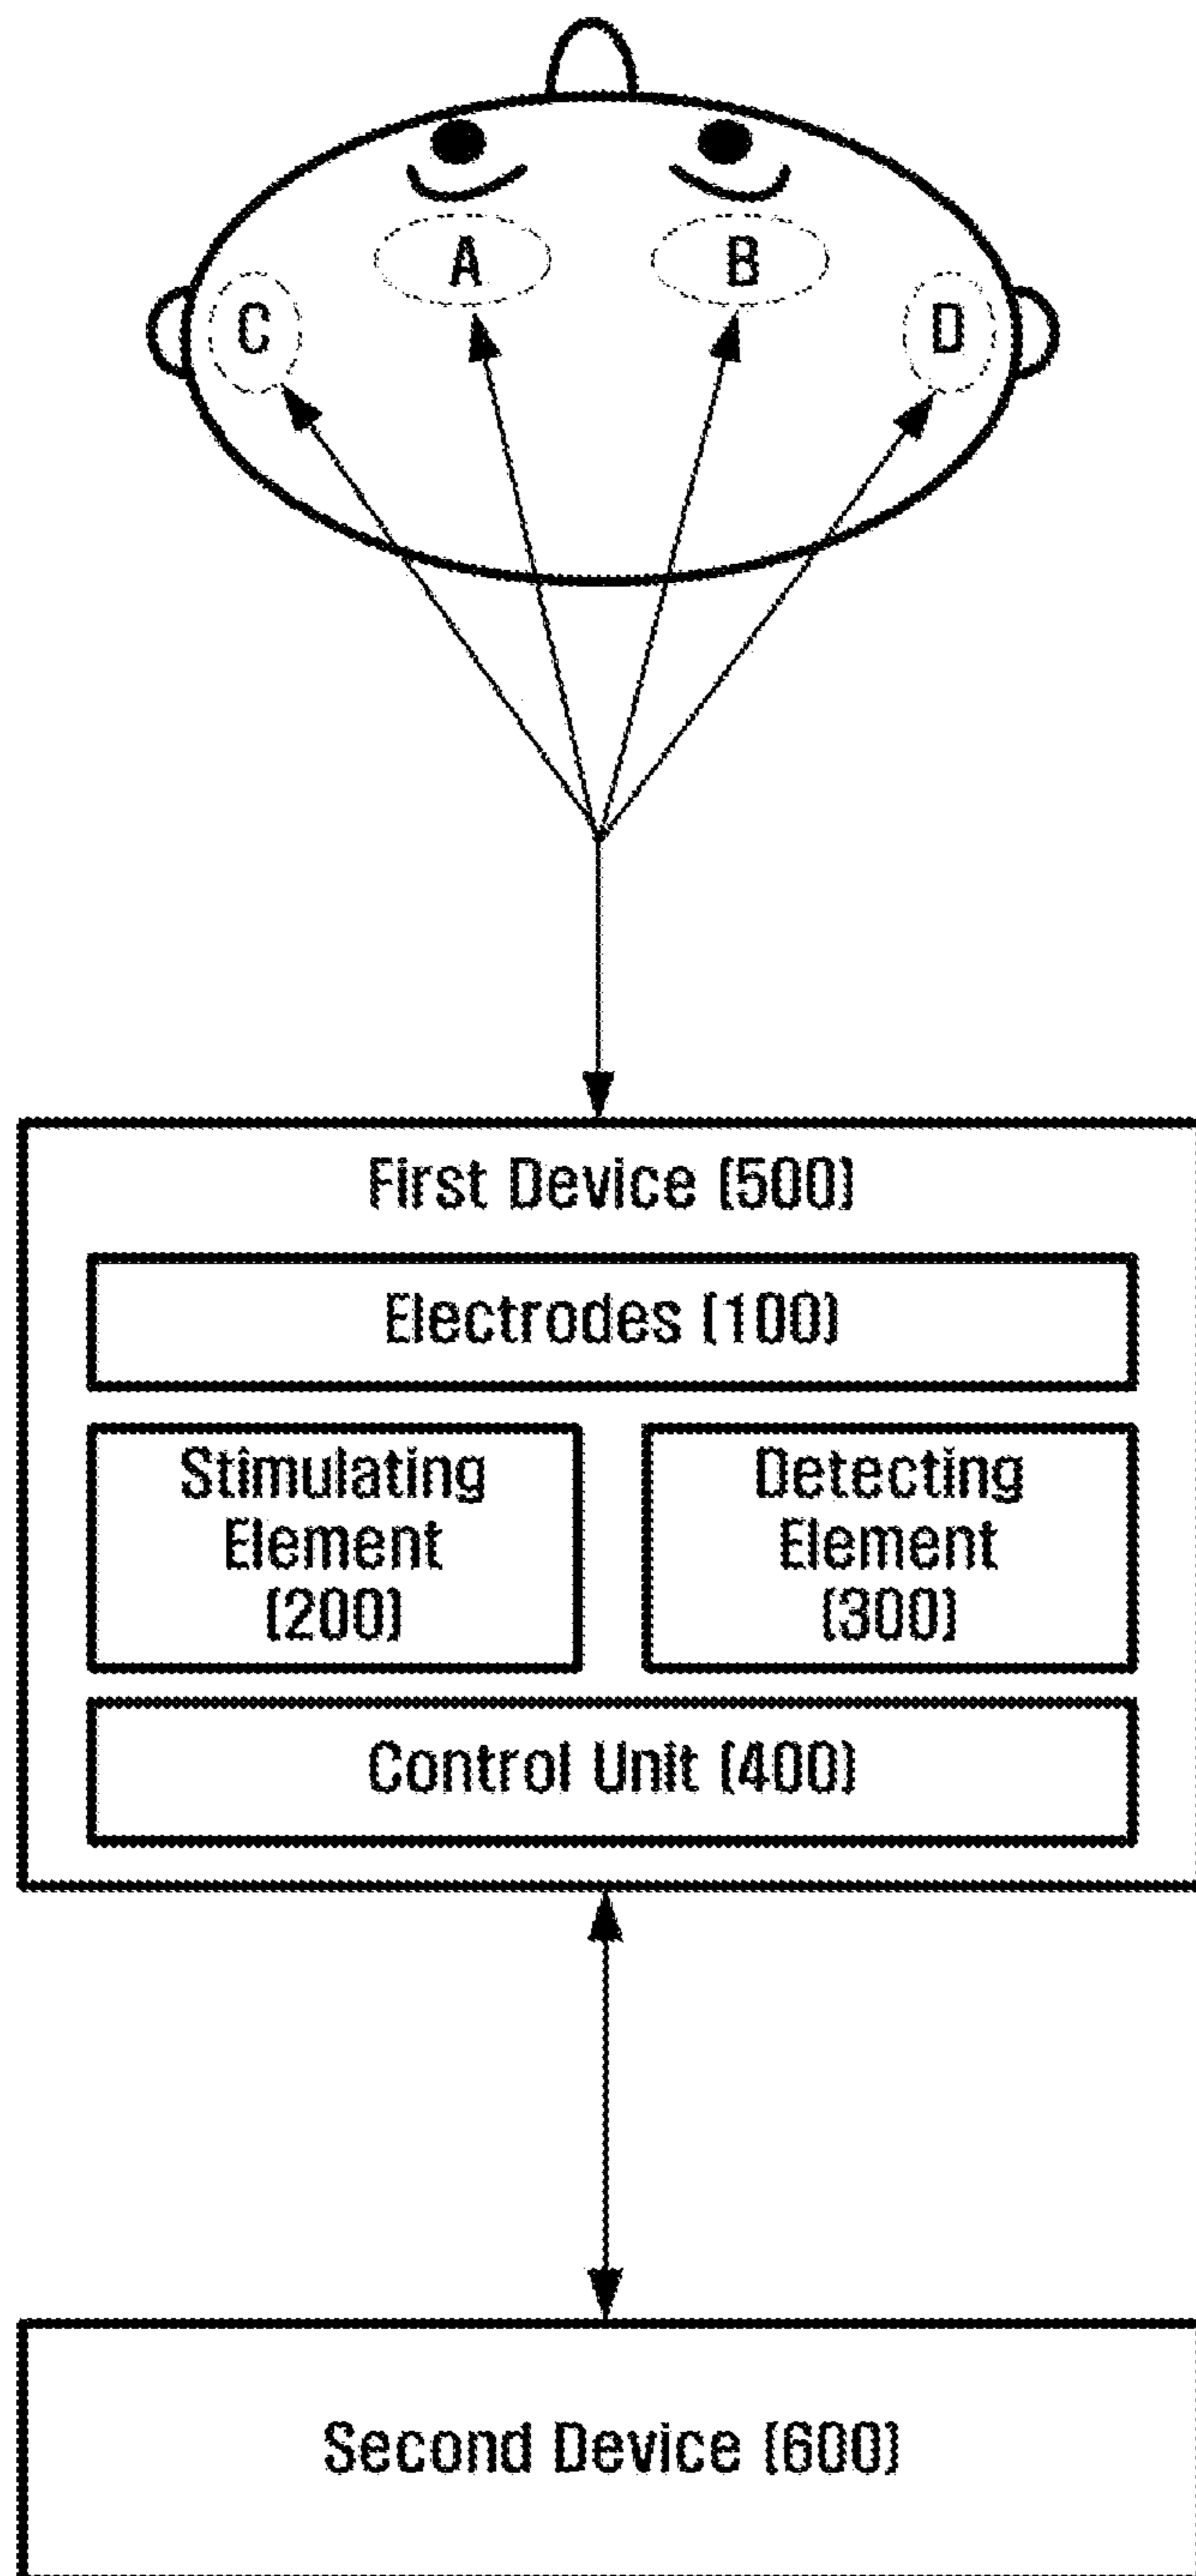 A
B
C
D
First Device (500)
Electrodes (100)
Stimulating
Element
(200)
Detecting
Element
(300)
Control Unit (400)
Second Device (600)